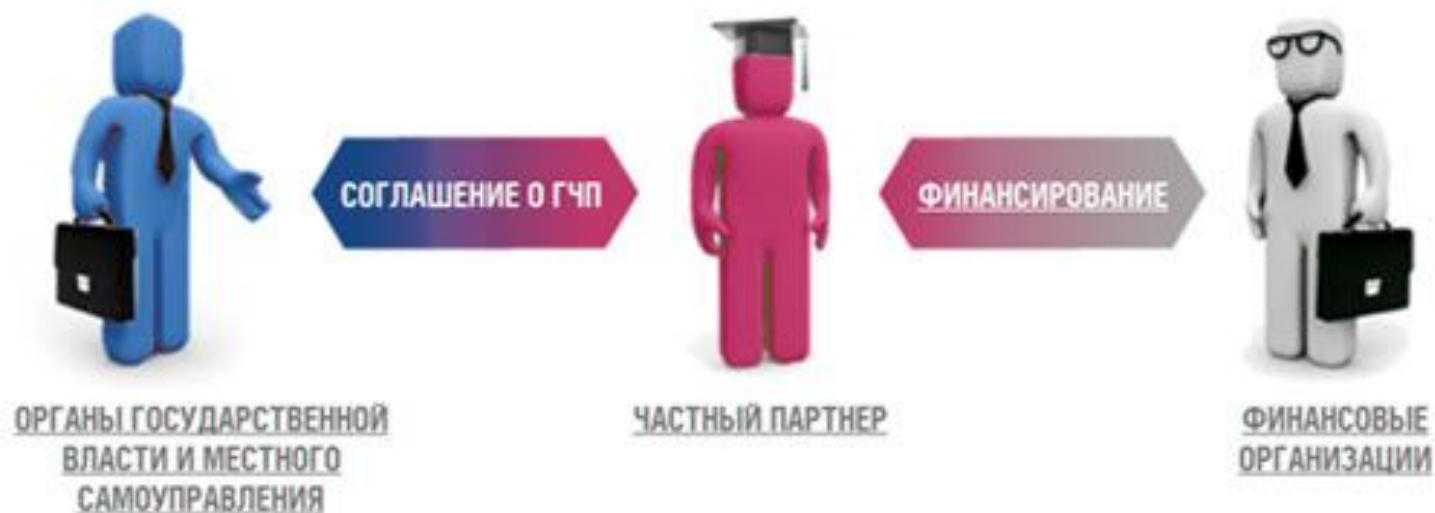 СОГЛАШЕНИЕ О ГЧП
ФИНАНСИРОВАНИЕ
ОРГАНЫ ГОСУДАРСТВЕННОЙ
ВЛАСТИ И МЕСТНОГО
САМОУПРАВЛЕНИЯ
ЧАСТНЫЙ ПАРТНЕР
ФИНАНСОВЫЕ
ОРГАНИЗАЦИИ